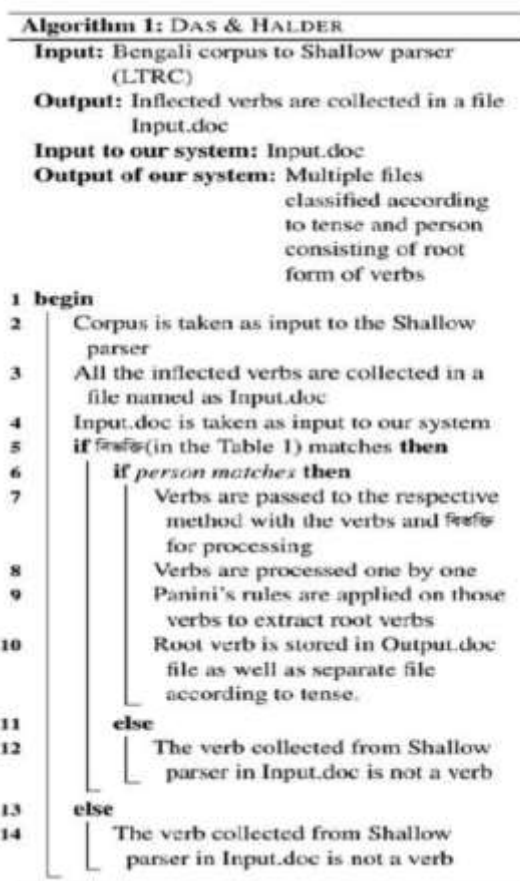 Algorithm 1: DAS & HALDER
Input: Bengali corpus to Shallow parser
(LTRC)
Output: Inflected verbs are collected in a file
Input.doc
Input to our system: Input.doc
Output of our system: Multiple files
classified according
to tense and person
consisting of root
form of verbs
1 begin
2 Corpus is taken as input to the Shallow
parser
3 All the inflected verbs are collected in a
file named as Input.doc
4 Input.doc is taken as input to our system
5 if বিভক্তি(in the Table 1) matches then
6 if person matches then
7 Verbs are passed to the respective
method with the verbs and বিভক্তি
for processing
8 Verbs are processed one by one
9 Panini's rules are applied on those
verbs to extract root verbs
10 Root verb is stored in Output.doc
file as well as separate file
according to tense.
11 else
12 The verb collected from Shallow
parser in Input.doc is not a verb
13 else
14 The verb collected from Shallow
parser in Input.doc is not a verb